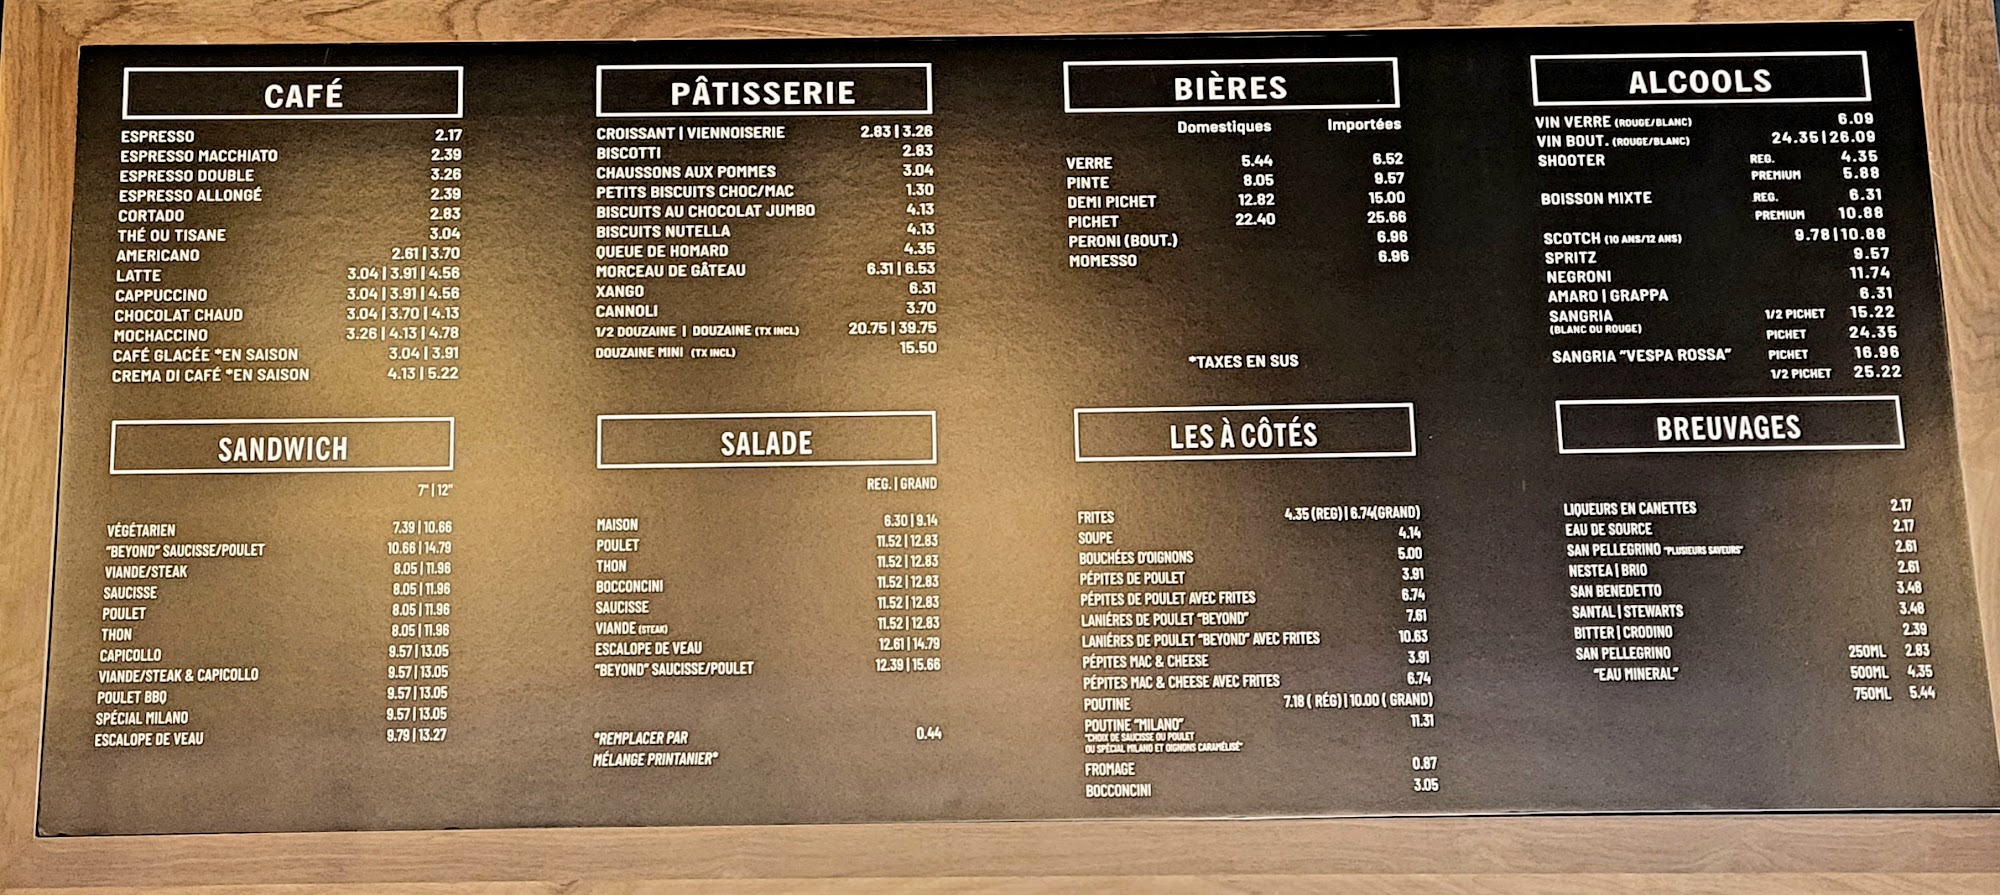 CAFÉ
ESPRESSO 2.17
ESPRESSO MACCHIATO 2.39
ESPRESSO DOUBLE 3.26
ESPRESSO ALLONGÉ 2.39
CORTADO 2.83
THÉ OU TISANE 3.04
AMERICANO 2.61 | 3.70
LATTE 3.04 | 3.91 | 4.56
CAPPUCCINO 3.04 | 3.91 | 4.56
CHOCOLAT CHAUD 3.04 | 3.70 | 4.13
MOCHACCINO 3.26 | 4.13 | 4.78
CAFÉ GLACÉE *EN SAISON 3.04 | 3.91
CREMA DI CAFÉ *EN SAISON 4.13 | 5.22
PÂTISSERIE
CROISSANT | VIENNOISERIE 2.83 | 3.26
BISCOTTI 2.83
CHAUSSONS AUX POMMES 3.04
PETITS BISCUITS CHOC/MAC 1.30
BISCUITS AU CHOCOLAT JUMBO 4.13
BISCUITS NUTELLA 4.13
QUEUE DE HOMARD 4.35
MORCEAU DE GÂTEAU 6.31 | 6.53
XANGO 6.31
CANNOLI 3.70
1/2 DOUZAINE | DOUZAINE (TX INCL) 20.75 | 39.75
DOUZAINE MINI (TX INCL) 15.50
BIÈRES
Domestiques Importées
VERRE 5.44 6.52
PINTE 8.05 9.57
DEMI PICHET 12.82 15.00
PICHET 22.40 25.66
PERONI (BOUT.) 6.96
MOMESSO 6.96
*TAXES EN SUS
ALCOOLS
VIN VERRE (ROUGE/BLANC) 6.09
VIN BOUT. (ROUGE/BLANC) 24.35 | 26.09
SHOOTER REG. 4.35
PREMIUM 5.88
BOISSON MIXTE REG. 6.31
PREMIUM 10.88
SCOTCH (10 ANS/12 ANS) 9.78 | 10.88
SPRITZ 9.57
NEGRONI 11.74
AMARO | GRAPPA 6.31
SANGRIA 1/2 PICHET 15.22
(BLANC OU ROUGE)
PICHET 24.35
SANGRIA "VESPA ROSSA" PICHET 16.96
1/2 PICHET 25.22
SANDWICH
7" | 12"
VÉGÉTARIEN 7.39 | 10.66
"BEYOND" SAUCISSE/POULET 10.66 | 14.79
VIANDE/STEAK 8.05 | 11.96
SAUCISSE 8.05 | 11.96
POULET 8.05 | 11.96
THON 8.05 | 11.96
CAPICOLLO 9.57 | 13.05
VIANDE/STEAK & CAPICOLLO 9.57 | 13.05
POULET BBQ 9.57 | 13.05
SPÉCIAL MILANO 9.57 | 13.05
ESCALOPE DE VEAU 9.79 | 13.27
SALADE
REG. | GRAND
MAISON 6.30 | 9.14
POULET 11.52 | 12.83
THON 11.52 | 12.83
BOCCONCINI 11.52 | 12.83
SAUCISSE 11.52 | 12.83
VIANDE (STEAK) 11.52 | 12.83
ESCALOPE DE VEAU 12.61 | 14.79
"BEYOND" SAUCISSE/POULET 12.39 | 15.66
*REMPLACER PAR 0.44
MÉLANGE PRINTANIER*
LES À CÔTÉS
FRITES 4.35 (REG) | 6.74(GRAND)
SOUPE 4.14
BOUCHÉES D'OIGNONS 5.00
PÉPITES DE POULET 3.91
PÉPITES DE POULET AVEC FRITES 6.74
LANIÈRES DE POULET "BEYOND" 7.61
LANIÈRES DE POULET "BEYOND" AVEC FRITES 10.63
PÉPITES MAC & CHEESE 3.91
PÉPITES MAC & CHEESE AVEC FRITES 6.74
POUTINE 7.18 ( RÉG) | 10.00 ( GRAND)
POUTINE "MILANO" 11.31
"CHOIX DE SAUCISSE OU POULET
OU SPÉCIAL MILANO ET OIGNONS CARAMÉLISÉ"
FROMAGE 0.87
BOCCONCINI 3.05
BREUVAGES
LIQUEURS EN CANETTES 2.17
EAU DE SOURCE 2.17
SAN PELLEGRINO "PLUSIEURS SAVEURS" 2.61
NESTEA | BRIO 2.61
SAN BENEDETTO 3.48
SANTAL | STEWARTS 3.48
BITTER | CRODINO 2.39
SAN PELLEGRINO 250ML 2.83
"EAU MINERAL" 500ML 4.35
750ML 5.44